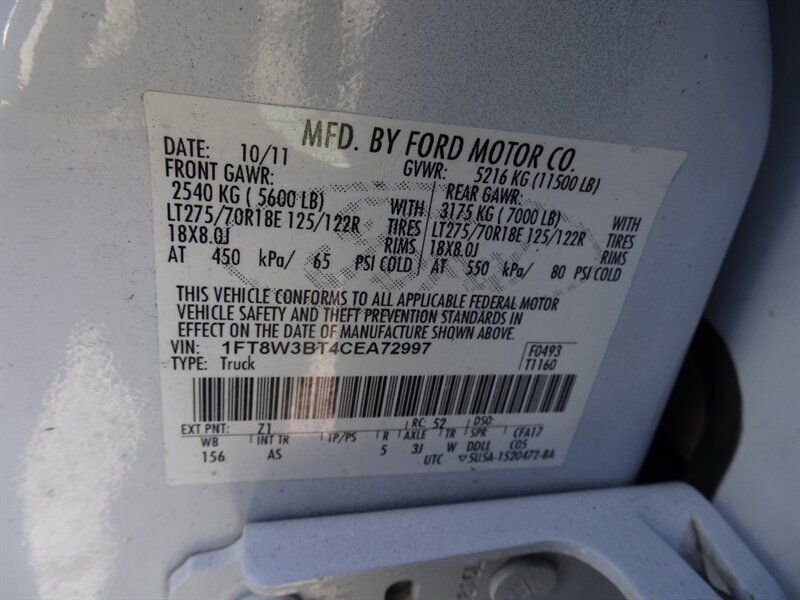 MFD. BY FORD MOTOR CO.
DATE: 10/11 GVWR: 5216 KG (11500 LB)
FRONT GAWR: REAR GAWR:
2540 KG ( 5600 LB) WITH 3175 KG ( 7000 LB) WITH
LT275/70R18E 125/122R TIRES LT275/70R18E 125/122R TIRES
18X8.0J RIMS 18X8.0J RIMS
AT 450 kPa/ 65 PSI COLD AT 550 kPa/ 80 PSI COLD
THIS VEHICLE CONFORMS TO ALL APPLICABLE FEDERAL MOTOR
VEHICLE SAFETY AND THEFT PREVENTION STANDARDS IN
EFFECT ON THE DATE OF MANUFACTURE SHOWN ABOVE.
VIN: 1FT8W3BT4CEA72997 F0493
TYPE: Truck T1160
EXT PNT: Z1 RC: 52 DSO:
WB INT TR TP/PS R AXLE TR SPR CFA17
156 AS 5 3J W DDLL COS
UTC 5U5A-1520472-BA